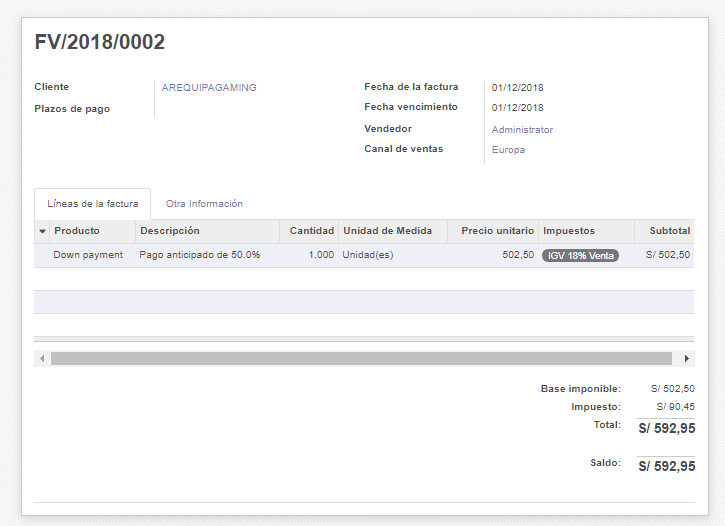 FV/2018/0002
Cliente AREQUIPAGAMING
Plazos de pago
Fecha de la factura 01/12/2018
Fecha vencimiento 01/12/2018
Vendedor Administrator
Canal de ventas Europa
Líneas de la factura Otra Información
Producto Descripción Cantidad Unidad de Medida Precio unitario Impuestos Subtotal
Down payment Pago anticipado de 50.0% 1,000 Unidad(es) 502,50 IGV 18% Venta S/ 502,50
Base imponible: S/ 502,50
Impuesto: S/ 90,45
Total: S/ 592,95
Saldo: S/ 592,95